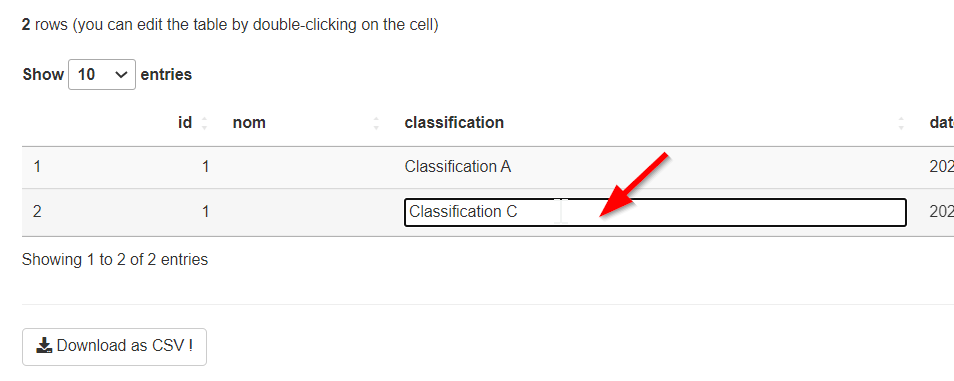 2 rows (you can edit the table by double-clicking on the cell)
Show 10 entries
id nom classification dat
1 1 Classification A 202
2 1 Classification C 202
Showing 1 to 2 of 2 entries
Download as CSV !